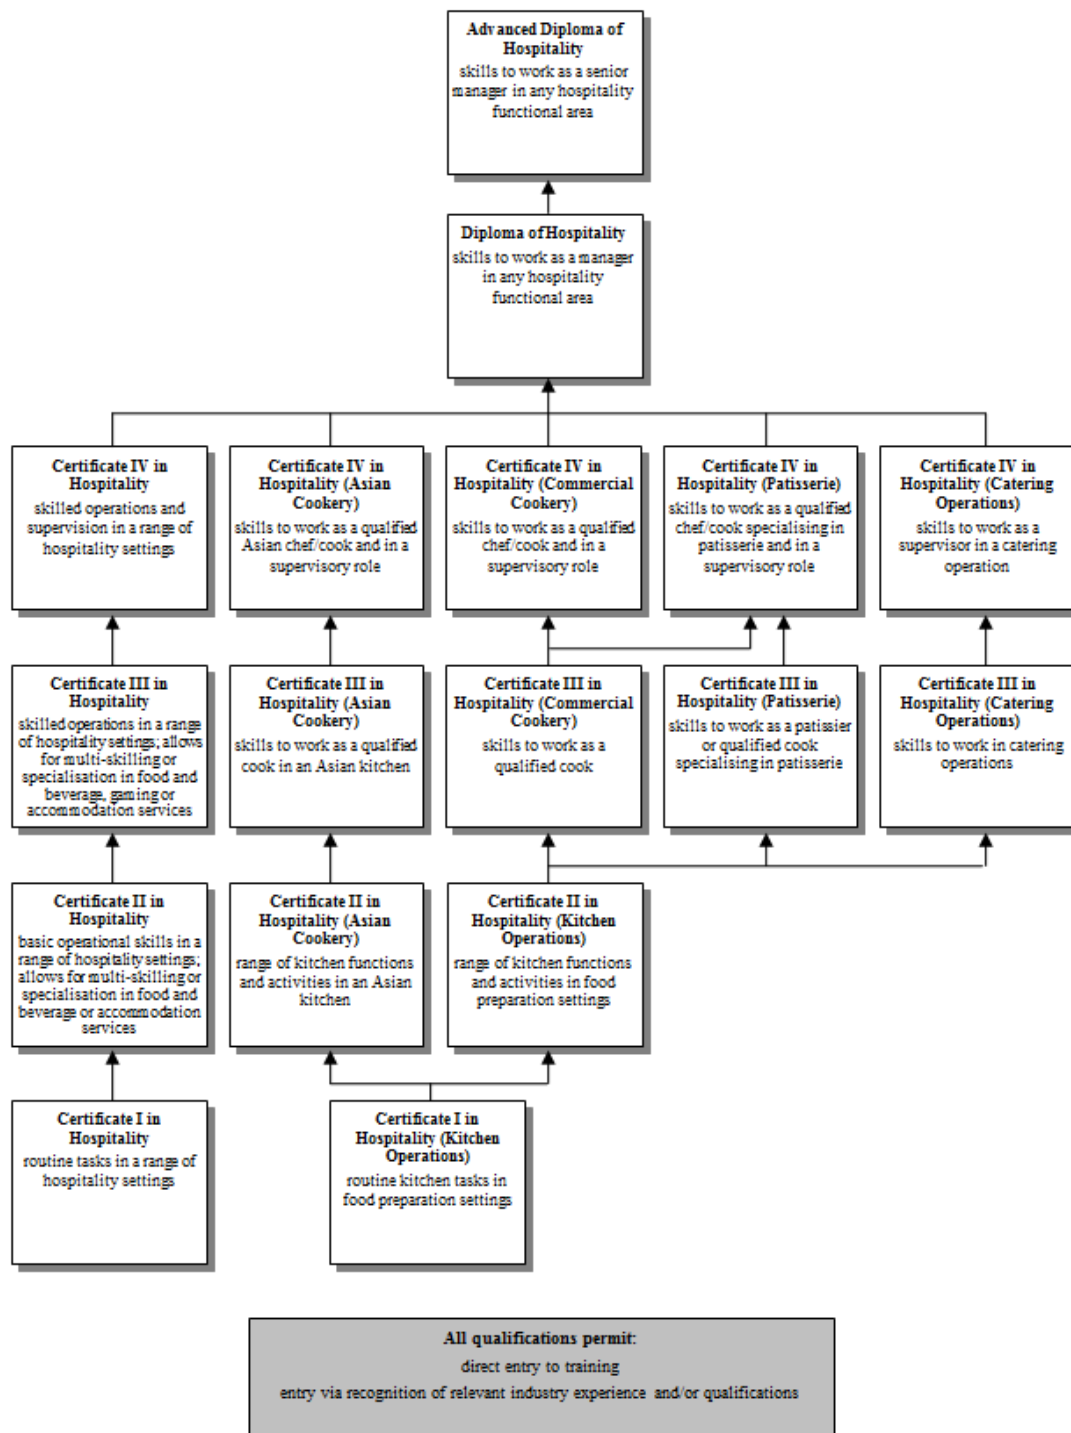 Advanced Diploma of
Hospitality
skills to work as a senior
manager in any hospitality
functional area
Diploma of Hospitality
skills to work as a manager
in any hospitality
functional area
Certificate IV in
Hospitality
skilled operations and
supervision in a range of
hospitality settings
Certificate IV in
Hospitality (Asian
Cookery)
skills to work as a qualified
Asian chef/cook and in a
supervisory role
Certificate IV in
Hospitality (Commercial
Cookery)
skills to work as a qualified
chef/cook and in a
supervisory role
Certificate IV in
Hospitality (Patisserie)
skills to work as a qualified
chef/cook specialising in
patisserie and in a
supervisory role
Certificate IV in
Hospitality (Catering
Operations)
skills to work as a
supervisor in a catering
operation
Certificate III in
Hospitality
skilled operations in a range
of hospitality settings; allows
for multi-skilling or
specialisation in food and
beverage, gaming or
accommodation services
Certificate III in
Hospitality (Asian
Cookery)
skills to work as a qualified
cook in an Asian kitchen
Certificate III in
Hospitality (Commercial
Cookery)
skills to work as a
qualified cook
Certificate III in
Hospitality (Patisserie)
skills to work as a patissier
or qualified cook
specialising in patisserie
Certificate III in
Hospitality (Catering
Operations)
skills to work in catering
operations
Certificate II in
Hospitality
basic operational skills in a
range of hospitality settings;
allows for multi-skilling or
specialisation in food and
beverage or accommodation
services
Certificate II in
Hospitality (Asian
Cookery)
range of kitchen functions
and activities in an Asian
kitchen
Certificate II in
Hospitality (Kitchen
Operations)
range of kitchen functions
and activities in food
preparation settings
Certificate I in
Hospitality
routine tasks in a range of
hospitality settings
Certificate I in
Hospitality (Kitchen
Operations)
routine kitchen tasks in
food preparation settings
All qualifications permit:
direct entry to training
entry via recognition of relevant industry experience and/or qualifications